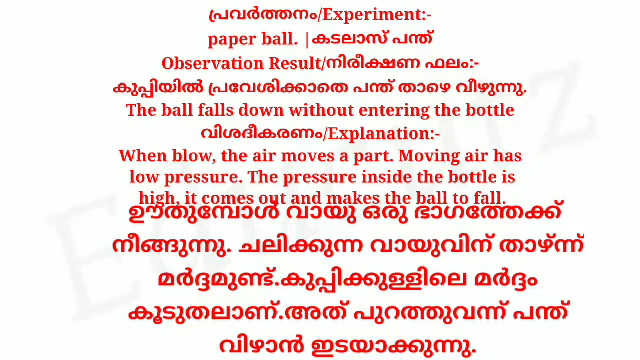 പ്രവർത്തനം/Experiment:-
paper ball. |കടലാസ് പന്ത്
Observation Result/നിരീക്ഷണ ഫലം:-
കുപ്പിയിൽ പ്രവേശിക്കാതെ പന്ത് താഴെ വീഴുന്നു.
The ball falls down without entering the bottle
വിശദീകരണം/Explanation:-
When blow, the air moves a part. Moving air has
low pressure. The pressure inside the bottle is
high, it comes out and makes the ball to fall.
ഊതുമ്പോൾ വായു ഒരു ഭാഗത്തേക്ക്
നീങ്ങുന്നു. ചലിക്കുന്ന വായുവിന് താഴ്ന്ന്
മർദ്ദമുണ്ട്.കുപ്പിക്കുള്ളിലെ മർദ്ദം
കൂടുതലാണ്.അത് പുറത്തുവന്ന് പന്ത്
വിഴാൻ ഇടയാക്കുന്നു.